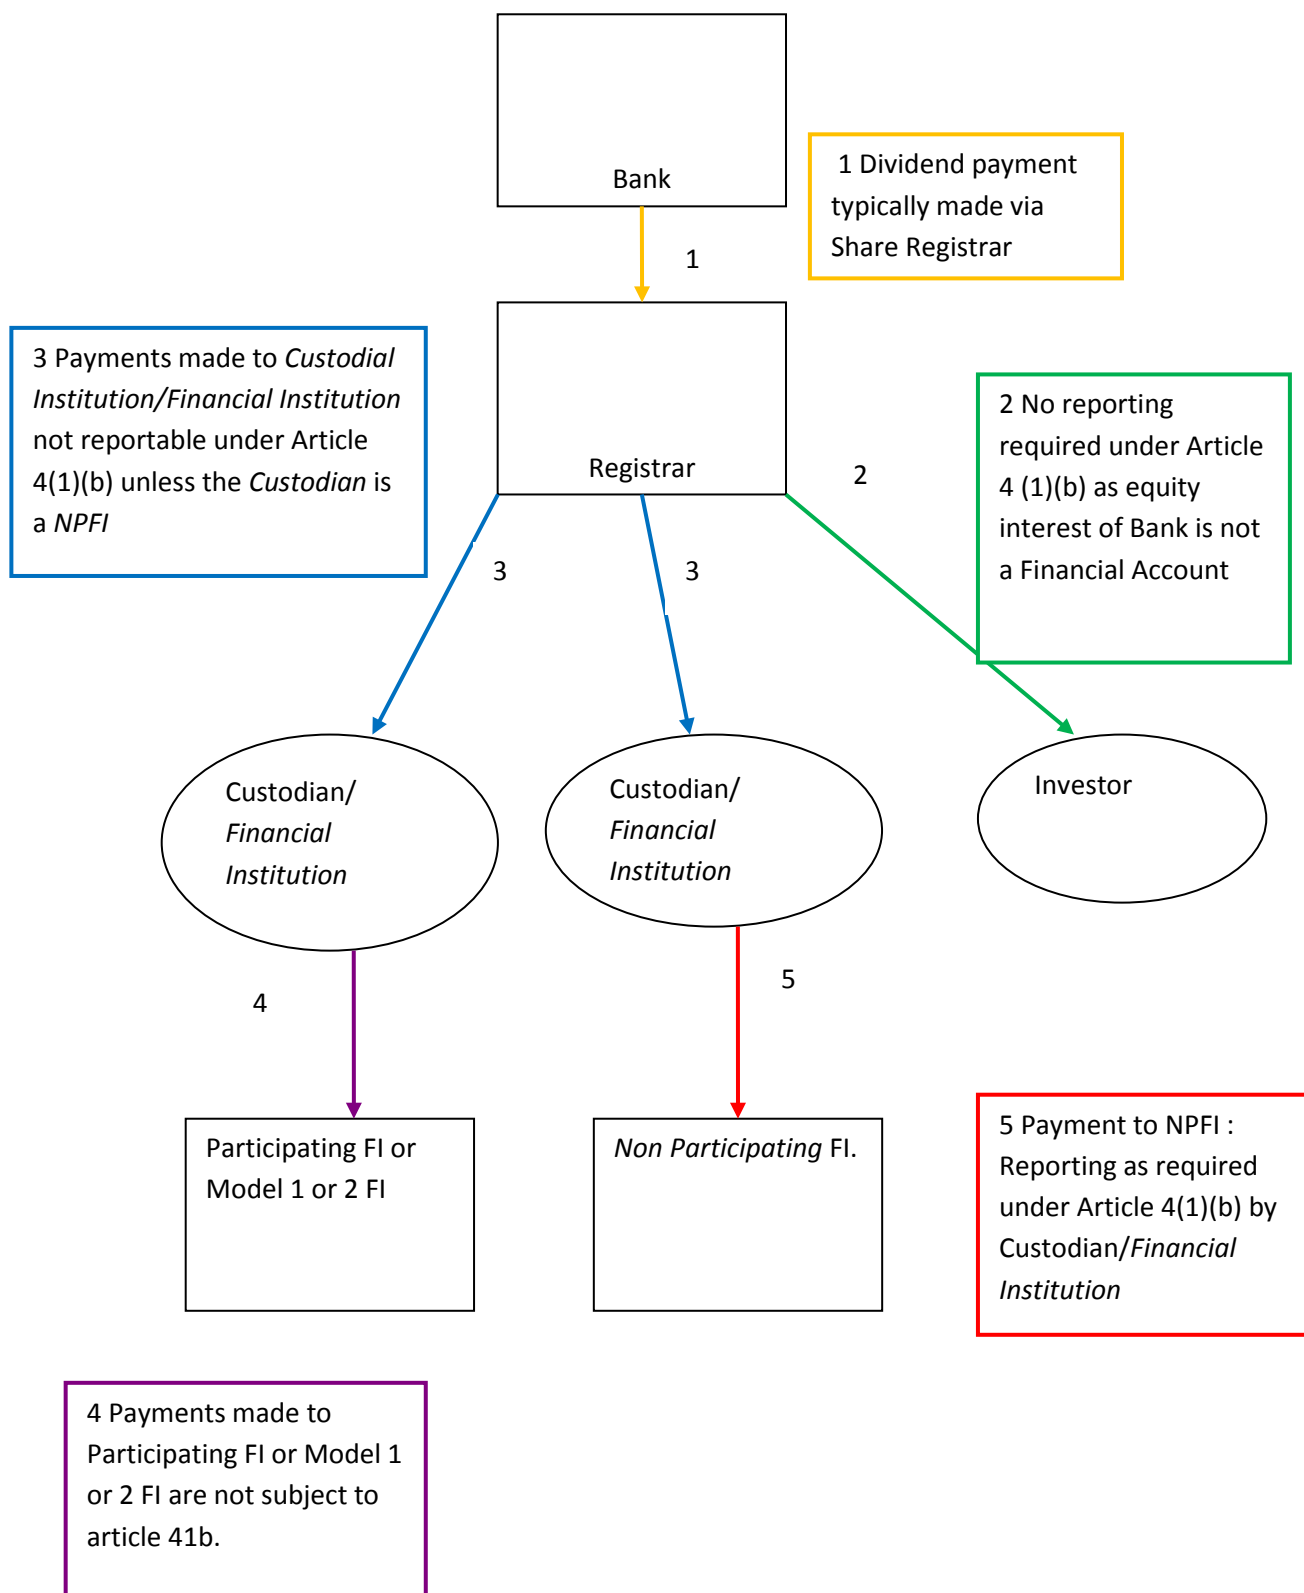 Bank
1 Dividend payment
typically made via
Share Registrar
1
3 Payments made to Custodial
Institution/Financial Institution
not reportable under Article
4(1)(b) unless the Custodian is
a NPFI
Registrar
2 No reporting
required under Article
4 (1)(b) as equity
interest of Bank is not
a Financial Account
2
3
3
Custodian/
Financial
Institution
Custodian/
Financial
Institution
Investor
4
5
Participating FI or
Model 1 or 2 FI
Non Participating FI.
5 Payment to NPFI :
Reporting as required
under Article 4(1)(b) by
Custodian/Financial
Institution
4 Payments made to
Participating FI or Model 1
or 2 FI are not subject to
article 41b.